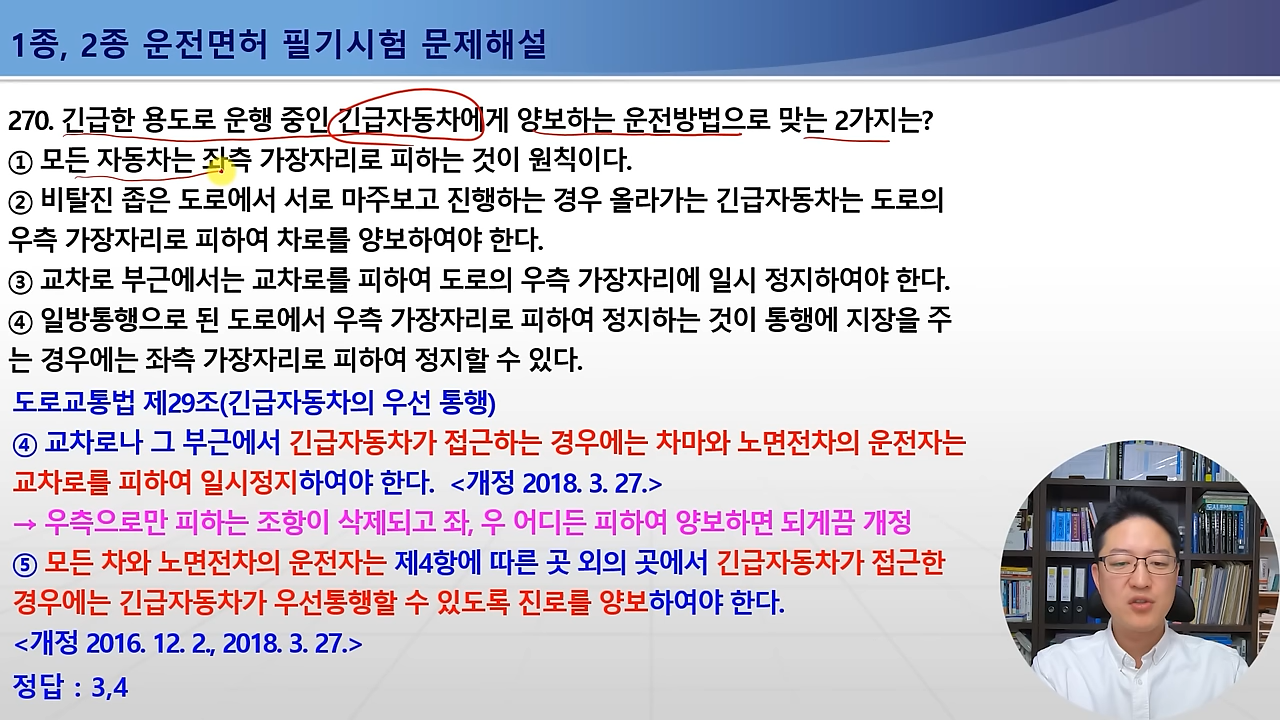 1종, 2종 운전면허 필기시험 문제해설
270. 긴급한 용도로 운행 중인 긴급자동차에게 양보하는 운전방법으로 맞는 2가지는?
① 모든 자동차는 좌측 가장자리로 피하는 것이 원칙이다.
② 비탈진 좁은 도로에서 서로 마주보고 진행하는 경우 올라가는 긴급자동차는 도로의
우측 가장자리로 피하여 차로를 양보하여야 한다.
③ 교차로 부근에서는 교차로를 피하여 도로의 우측 가장자리에 일시 정지하여야 한다.
④ 일방통행으로 된 도로에서 우측 가장자리로 피하여 정지하는 것이 통행에 지장을 주
는 경우에는 좌측 가장자리로 피하여 정지할 수 있다.
도로교통법 제29조(긴급자동차의 우선 통행)
④ 교차로나 그 부근에서 긴급자동차가 접근하는 경우에는 차마와 노면전차의 운전자는
교차로를 피하여 일시정지하여야 한다. <개정 2018. 3. 27.>
→ 우측으로만 피하는 조항이 삭제되고 좌, 우 어디든 피하여 양보하면 되게끔 개정
⑤ 모든 차와 노면전차의 운전자는 제4항에 따른 곳 외의 곳에서 긴급자동차가 접근한
경우에는 긴급자동차가 우선통행할 수 있도록 진로를 양보하여야 한다.
<개정 2016. 12. 2., 2018. 3. 27.>
정답 : 3,4